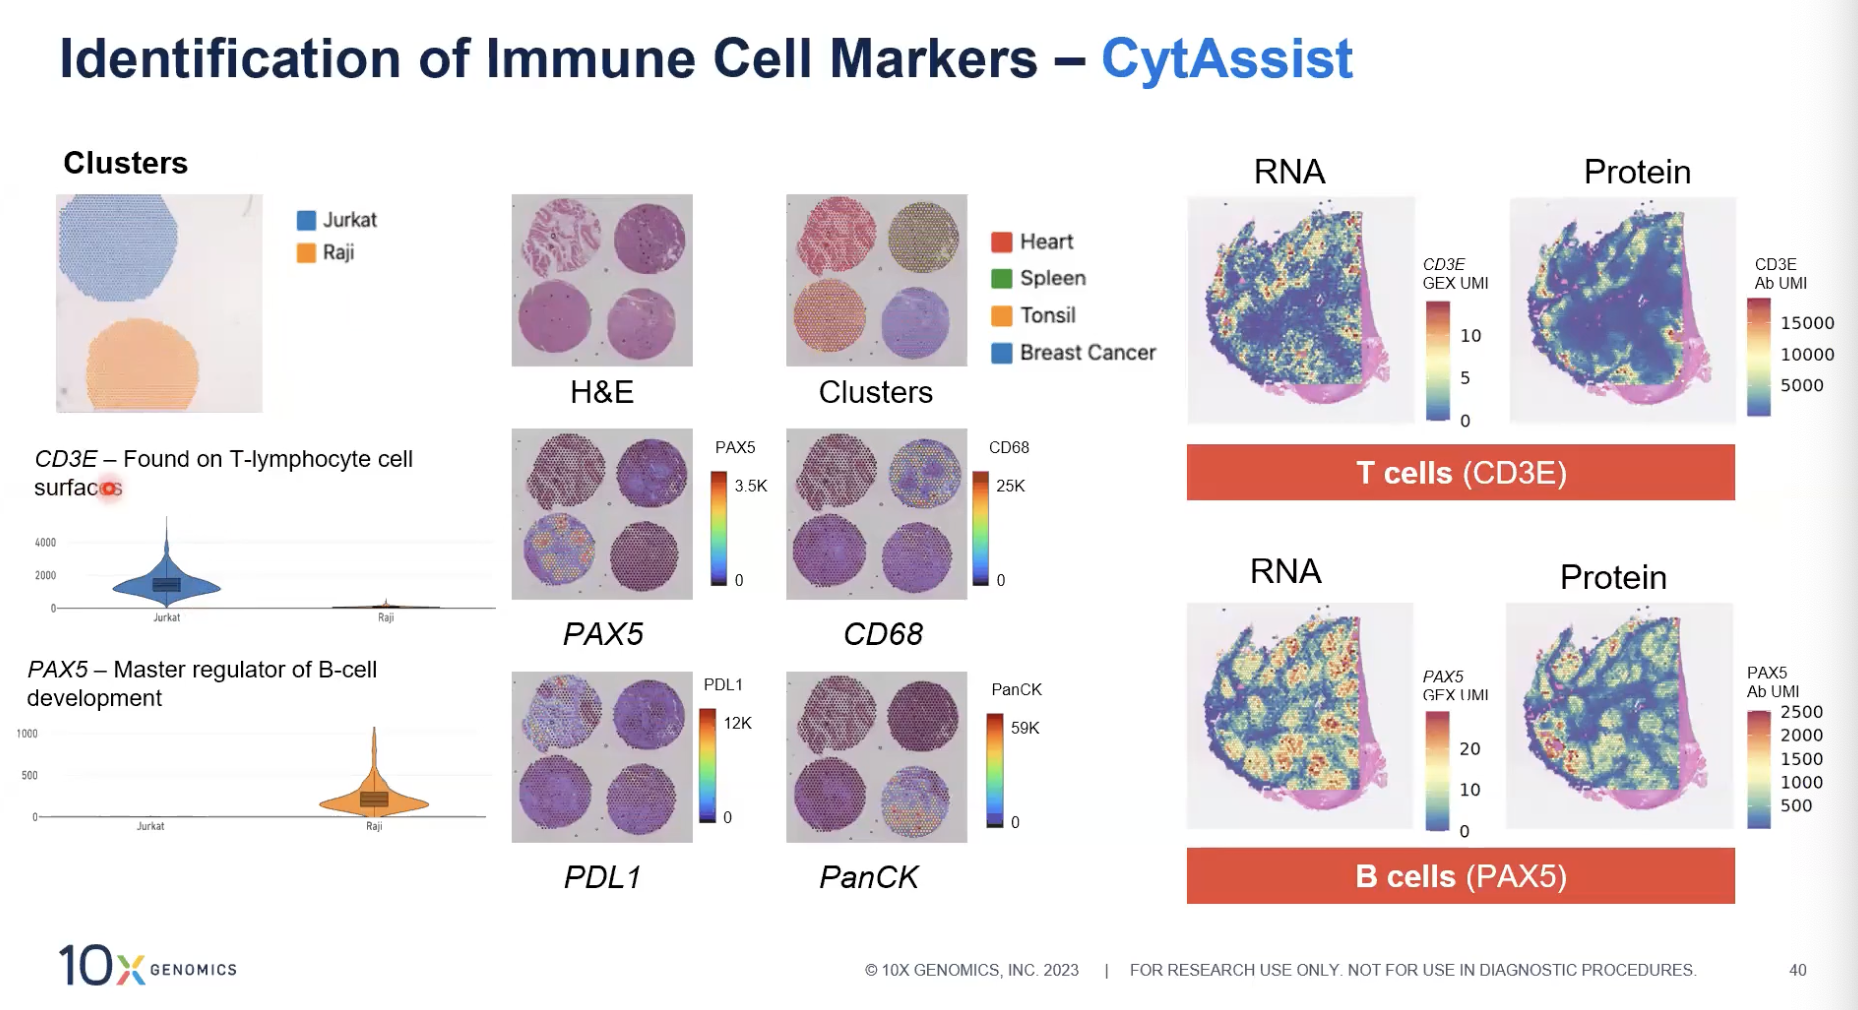 Identification of Immune Cell Markers – CytAssist
Clusters
Jurkat
Raji
CD3E – Found on T-lymphocyte cell
surfaces
4000
2000
0
Jurkat
Raji
PAX5 – Master regulator of B-cell
development
1000
500
0
Jurkat
Raji
H&E
Clusters
Heart
Spleen
Tonsil
Breast Cancer
PAX5
3.5K
0
PAX5
CD68
25K
0
CD68
PDL1
12K
0
PDL1
PanCK
59K
0
PanCK
RNA
Protein
CD3E
GEX UMI
10
5
0
CD3E
Ab UMI
15000
10000
5000
T cells (CD3E)
RNA
Protein
PAX5
GEX UMI
20
10
0
PAX5
Ab UMI
2500
2000
1500
1000
500
B cells (PAX5)
10X GENOMICS
© 10X GENOMICS, INC. 2023 | FOR RESEARCH USE ONLY. NOT FOR USE IN DIAGNOSTIC PROCEDURES.
40